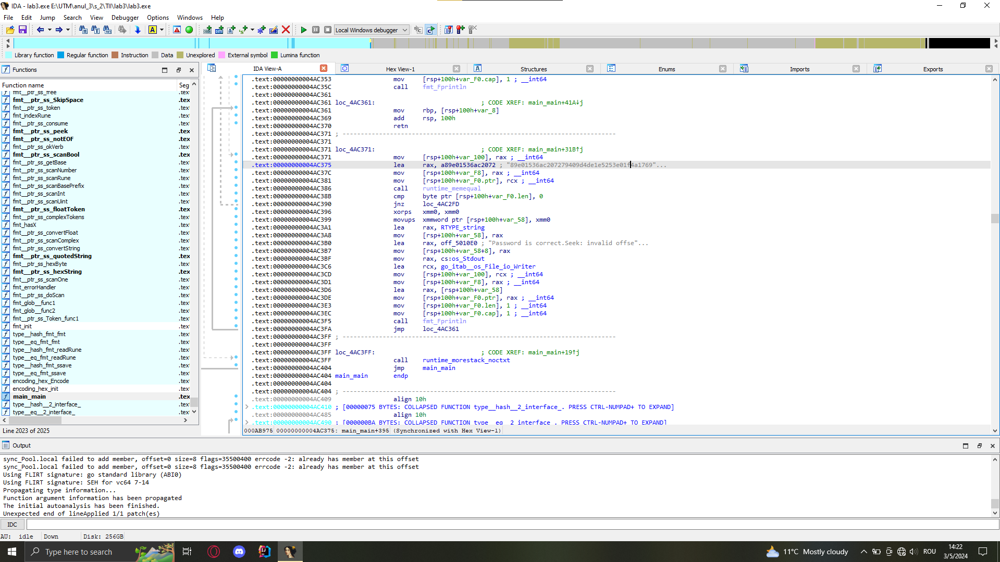 IDA - lab3.exe E:\UTM\anul_3\s_2\TII\lab3\lab3.exe
File Edit Jump Search View Debugger Options Windows Help
Local Windows debugger
Library function Regular function Instruction Data Unexplored External symbol Lumina function
Functions
IDA View-A Hex View-1 Structures Enums Imports Exports
Function name Seg
fmt__ptr_ss_free .tex
fmt__ptr_ss_SkipSpace .tex
fmt__ptr_ss_token .tex
fmt_indexRune .tex
fmt__ptr_ss_consume .tex
fmt__ptr_ss_peek .tex
fmt__ptr_ss_notEOF .tex
fmt__ptr_ss_okVerb .tex
fmt__ptr_ss_scanBool .tex
fmt__ptr_ss_getBase .tex
fmt__ptr_ss_scanNumber .tex
fmt__ptr_ss_scanRune .tex
fmt__ptr_ss_scanBasePrefix .tex
fmt__ptr_ss_scanInt .tex
fmt__ptr_ss_scanUint .tex
fmt__ptr_ss_floatToken .tex
fmt__ptr_ss_complexTokens .tex
fmt_hasX .tex
fmt__ptr_ss_convertFloat .tex
fmt__ptr_ss_scanComplex .tex
fmt__ptr_ss_convertString .tex
fmt__ptr_ss_quotedString .tex
fmt__ptr_ss_hexByte .tex
fmt__ptr_ss_hexString .tex
fmt__ptr_ss_scanOne .tex
fmt_errorHandler .tex
fmt__ptr_ss_doScan .tex
fmt_glob__func1 .tex
fmt_glob__func2 .tex
fmt__ptr_ss_Token_func1 .tex
fmt_init .tex
type__hash_fmt_fmt .tex
type__eq_fmt_fmt .tex
type__hash_fmt_readRune .tex
type__eq_fmt_readRune .tex
type__hash_fmt_ssave .tex
type__eq_fmt_ssave .tex
encoding_hex_Encode .tex
encoding_hex_init .tex
main_main .tex
type__hash__2_interface_ .tex
type__eq__2_interface_ .tex
Line 2023 of 2025
.text:00000000004AC353 mov [rsp+100h+var_F0.cap], 1 ; __int64
.text:00000000004AC35C call fmt_Fprintln
.text:00000000004AC361
.text:00000000004AC361 loc_4AC361: ; CODE XREF: main_main+41A↓j
.text:00000000004AC361 mov rbp, [rsp+100h+var_8]
.text:00000000004AC369 add rsp, 100h
.text:00000000004AC370 retn
.text:00000000004AC371 ; ---------------------------------------------------------------------------
.text:00000000004AC371
.text:00000000004AC371 loc_4AC371: ; CODE XREF: main_main+31B↑j
.text:00000000004AC371 mov [rsp+100h+var_100], rax ; __int64
.text:00000000004AC375 lea rax, a89e01536ac2072 ; "89e01536ac207279409d4de1e5253e01f4a1769"...
.text:00000000004AC37C mov [rsp+100h+var_F8], rax ; __int64
.text:00000000004AC381 mov [rsp+100h+var_F0.ptr], rcx ; __int64
.text:00000000004AC386 call runtime_memequal
.text:00000000004AC38B cmp byte ptr [rsp+100h+var_F0.len], 0
.text:00000000004AC390 jnz loc_4AC2FD
.text:00000000004AC396 xorps xmm0, xmm0
.text:00000000004AC399 movups xmmword ptr [rsp+100h+var_58], xmm0
.text:00000000004AC3A1 lea rax, RTYPE_string
.text:00000000004AC3A8 mov [rsp+100h+var_58], rax
.text:00000000004AC3B0 lea rax, off_5010E0 ; "Password is correct.Seek: invalid offse"...
.text:00000000004AC3B7 mov [rsp+100h+var_58+8], rax
.text:00000000004AC3BF mov rax, cs:os_Stdout
.text:00000000004AC3C6 lea rcx, go_itab__os_File_io_Writer
.text:00000000004AC3CD mov [rsp+100h+var_100], rcx ; __int64
.text:00000000004AC3D1 mov [rsp+100h+var_F8], rax ; __int64
.text:00000000004AC3D6 lea rax, [rsp+100h+var_58]
.text:00000000004AC3DE mov [rsp+100h+var_F0.ptr], rax ; __int64
.text:00000000004AC3E3 mov [rsp+100h+var_F0.len], 1 ; __int64
.text:00000000004AC3EC mov [rsp+100h+var_F0.cap], 1 ; __int64
.text:00000000004AC3F5 call fmt_Fprintln
.text:00000000004AC3FA jmp loc_4AC361
.text:00000000004AC3FF ; ---------------------------------------------------------------------------
.text:00000000004AC3FF
.text:00000000004AC3FF loc_4AC3FF: ; CODE XREF: main_main+19↑j
.text:00000000004AC3FF call runtime_morestack_noctxt
.text:00000000004AC404 jmp main_main
.text:00000000004AC404 main_main endp
.text:00000000004AC404
.text:00000000004AC404 ; ---------------------------------------------------------------------------
.text:00000000004AC409 align 10h
.text:00000000004AC410 ; [00000075 BYTES: COLLAPSED FUNCTION type__hash__2_interface_. PRESS CTRL-NUMPAD+ TO EXPAND]
.text:00000000004AC485 align 10h
.text:00000000004AC490 ; [000000BA BYTES: COLLAPSED FUNCTION type__eq__2_interface_. PRESS CTRL-NUMPAD+ TO EXPAND]
000AB975 00000000004AC375: main_main+395 (Synchronized with Hex View-1)
Output
sync_Pool.local failed to add member, offset=0 size=8 flags=35500400 errcode -2: already has member at this offset
sync_Pool.local failed to add member, offset=0 size=8 flags=35500400 errcode -2: already has member at this offset
Using FLIRT signature: go standard library (ABI0)
Using FLIRT signature: SEH for vc64 7-14
Propagating type information...
Function argument information has been propagated
The initial autoanalysis has been finished.
Unexpected end of lineApplied 1/1 patch(es)
IDC
AU: idle Down Disk: 256GB
Type here to search
11°C Mostly cloudy
ROU
14:22
3/5/2024